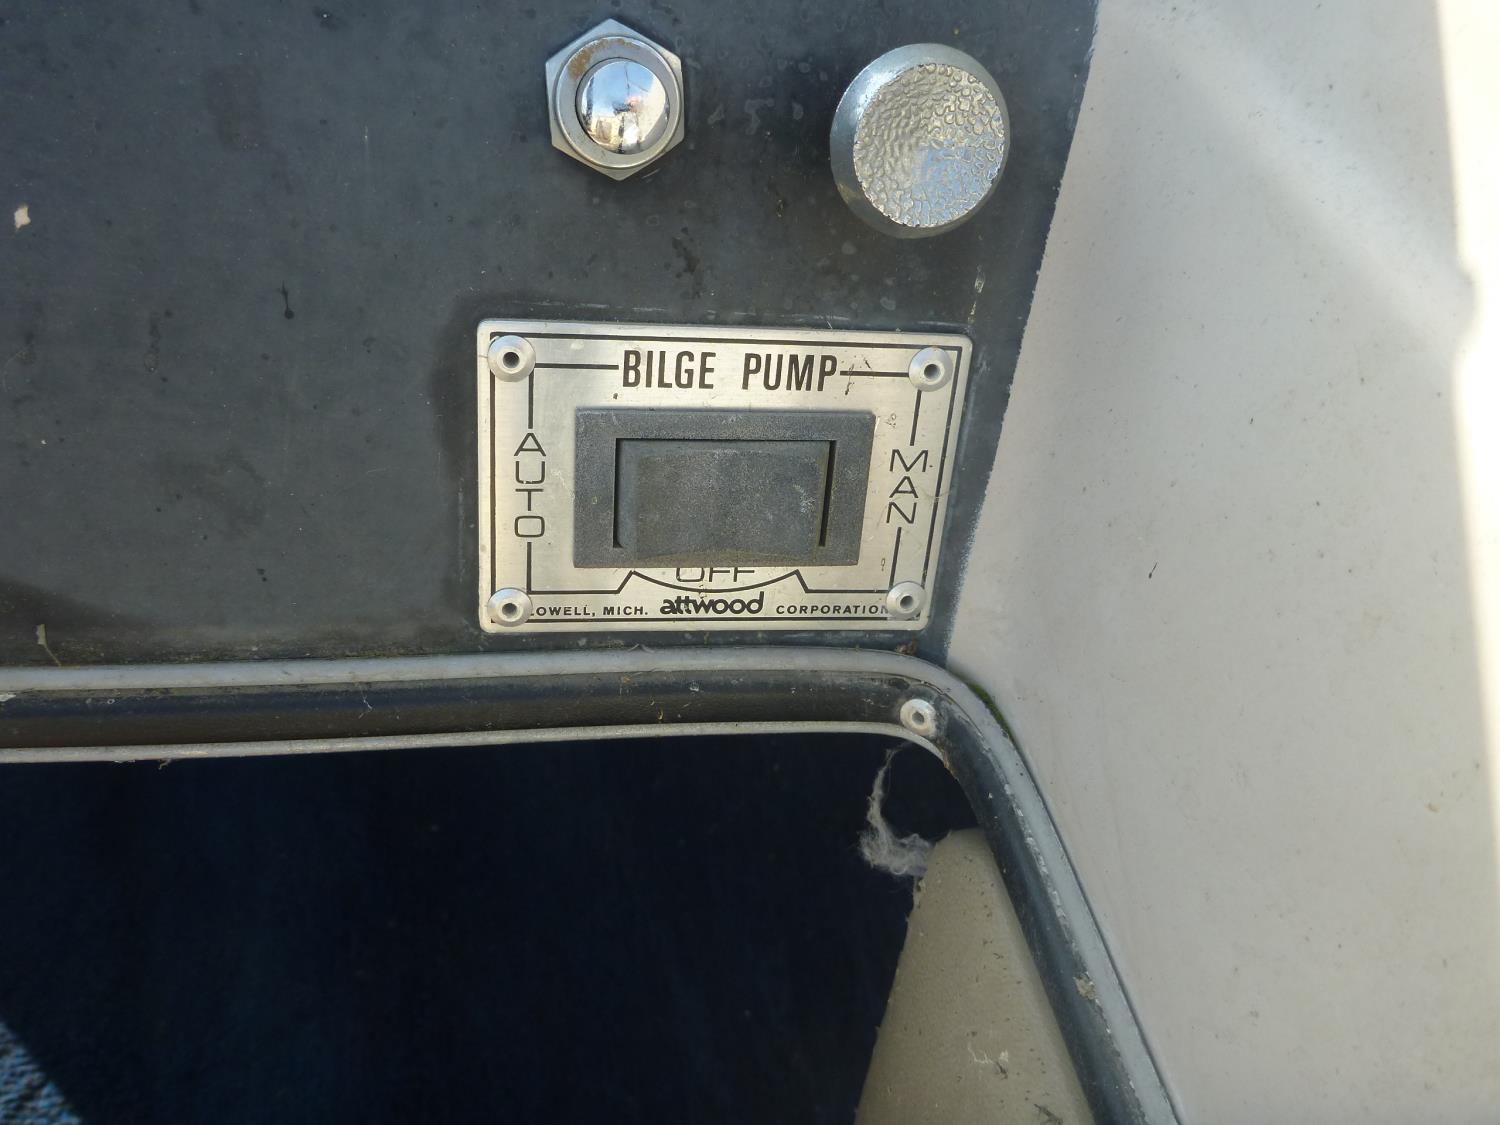 BILGE PUMP
AUTO
MAN
OFF
LOWELL, MICH. attwood CORPORATION